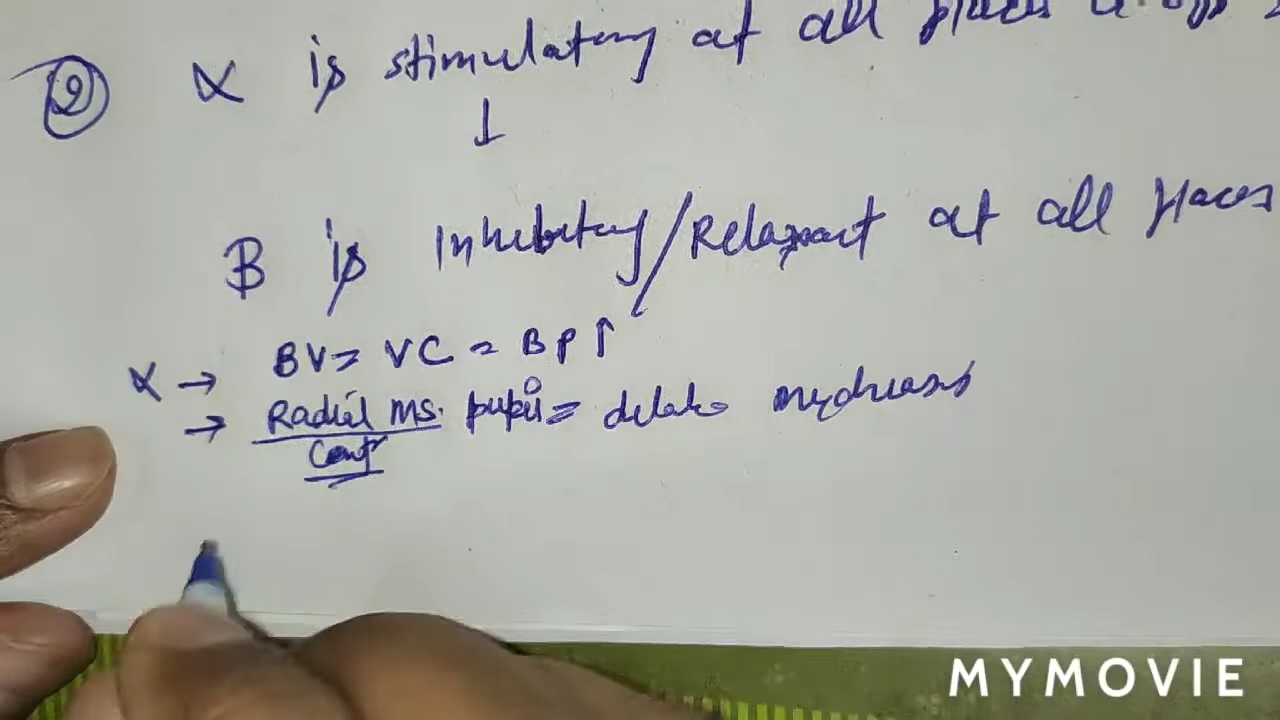 ② α is stimulatory at all places
↓
B is Inhibitory/Relaxant at all places
α → BV = VC = BP↑
→ Radial MS. pupil = dilate mydriasis
Cont
MYMOVIE